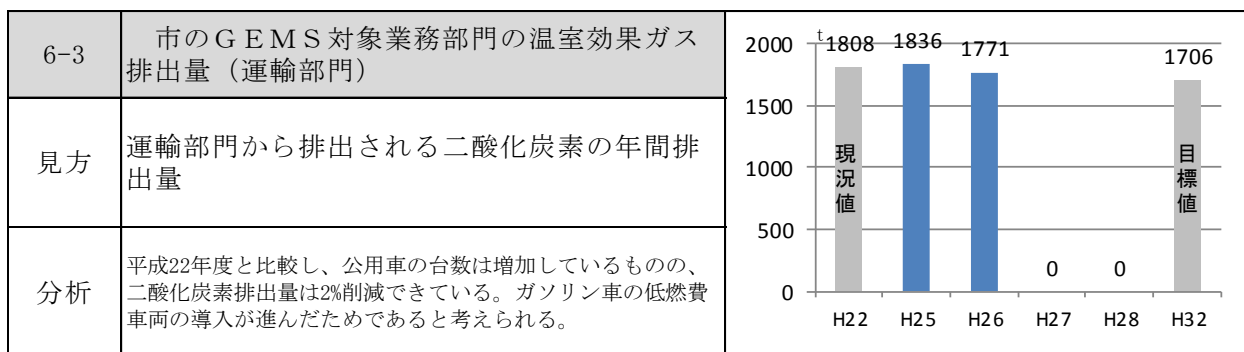 6-3
市のＧＥＭＳ対象業務部門の温室効果ガス
排出量（運輸部門）
見方
運輸部門から排出される二酸化炭素の年間排
出量
分析
平成22年度と比較し、公用車の台数は増加しているものの、
二酸化炭素排出量は2%削減できている。ガソリン車の低燃費
車両の導入が進んだためであると考えられる。
t
2000
1500
1000
500
0
1808
1836
1771
0
0
1706
現況値
目標値
H22
H25
H26
H27
H28
H32